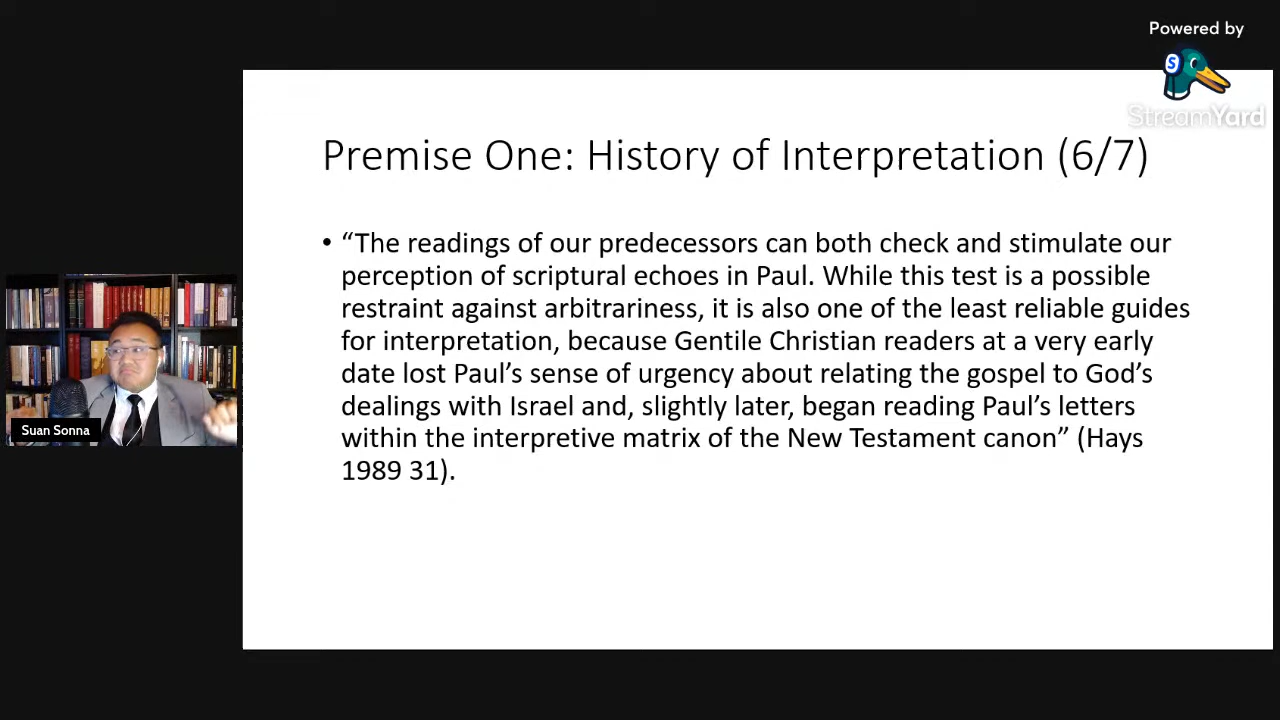 Powered by
S
StreamYard
Premise One: History of Interpretation (6/7)
• “The readings of our predecessors can both check and stimulate our
perception of scriptural echoes in Paul. While this test is a possible
restraint against arbitrariness, it is also one of the least reliable guides
for interpretation, because Gentile Christian readers at a very early
date lost Paul’s sense of urgency about relating the gospel to God’s
dealings with Israel and, slightly later, began reading Paul’s letters
within the interpretive matrix of the New Testament canon” (Hays
1989 31).
Suan Sonna